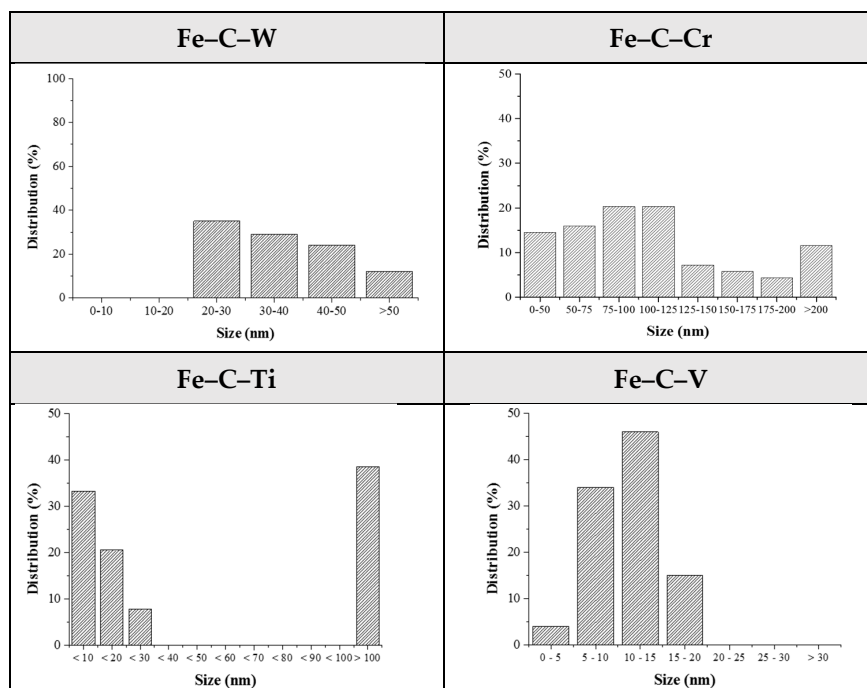 Fe–C–W
Fe–C–Cr
Distribution (%)
100
80
60
40
20
0
0-10 10-20 20-30 30-40 40-50 >50
Size (nm)
Distribution (%)
50
40
30
20
10
0
0-50 50-75 75-100 100-125 125-150 150-175 175-200 >200
Size (nm)
Fe–C–Ti
Fe–C–V
Distribution (%)
50
40
30
20
10
0
< 10 < 20 < 30 < 40 < 50 < 60 < 70 < 80 < 90 < 100 > 100
Size (nm)
Distribution (%)
50
40
30
20
10
0
0 - 5 5 - 10 10 - 15 15 - 20 20 - 25 25 - 30 > 30
Size (nm)